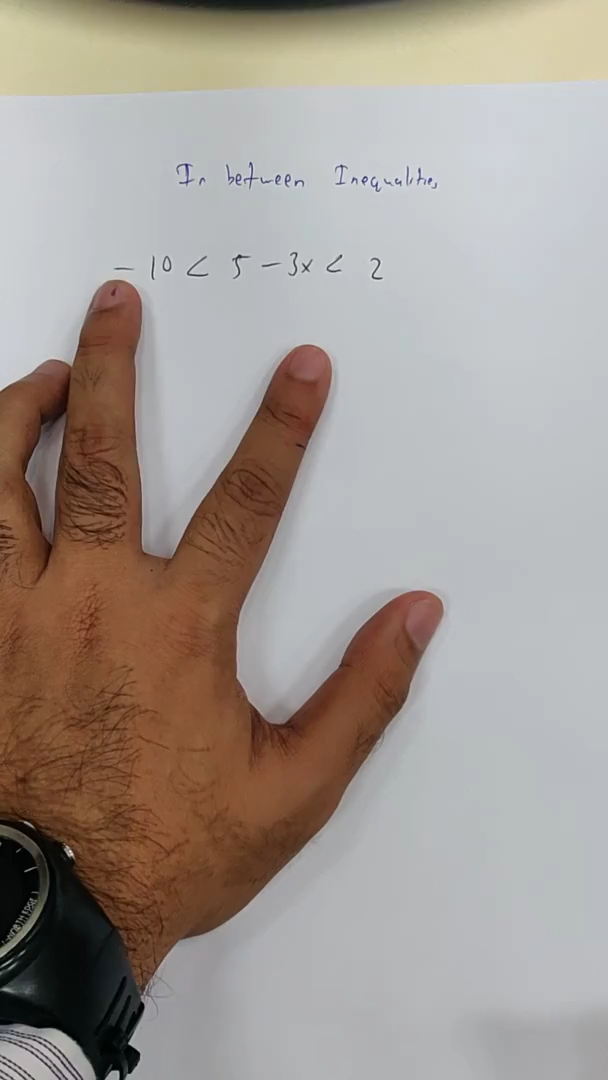 In between Inequalities
- 10 < 5 - 3x < 2